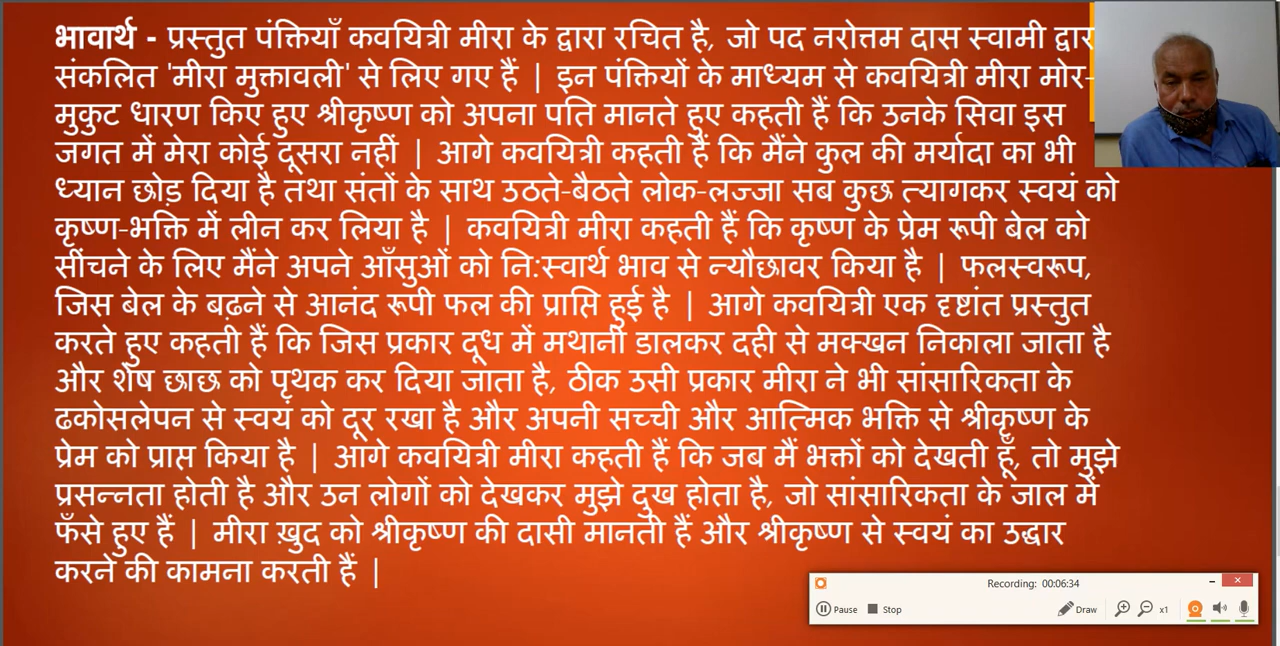 भावार्थ - प्रस्तुत पंक्तियाँ कवयित्री मीरा के द्वारा रचित है, जो पद नरोत्तम दास स्वामी द्वार
संकलित 'मीरा मुक्तावली' से लिए गए हैं | इन पंक्तियों के माध्यम से कवयित्री मीरा मोर-
मुकुट धारण किए हुए श्रीकृष्ण को अपना पति मानते हुए कहती हैं कि उनके सिवा इस
जगत में मेरा कोई दूसरा नहीं | आगे कवयित्री कहती हैं कि मैंने कुल की मर्यादा का भी
ध्यान छोड़ दिया है तथा संतों के साथ उठते-बैठते लोक-लज्जा सब कुछ त्यागकर स्वयं को
कृष्ण-भक्ति में लीन कर लिया है | कवयित्री मीरा कहती हैं कि कृष्ण के प्रेम रूपी बेल को
सींचने के लिए मैंने अपने आँसुओं को नि:स्वार्थ भाव से न्यौछावर किया है | फलस्वरूप,
जिस बेल के बढ़ने से आनंद रूपी फल की प्राप्ति हुई है | आगे कवयित्री एक दृष्टांत प्रस्तुत
करते हुए कहती हैं कि जिस प्रकार दूध में मथानी डालकर दही से मक्खन निकाला जाता है
और शेष छाछ को पृथक कर दिया जाता है, ठीक उसी प्रकार मीरा ने भी सांसारिकता के
ढकोसलेपन से स्वयं को दूर रखा है और अपनी सच्ची और आत्मिक भक्ति से श्रीकृष्ण के
प्रेम को प्राप्त किया है | आगे कवयित्री मीरा कहती हैं कि जब मैं भक्तों को देखती हूँ, तो मुझे
प्रसन्नता होती है और उन लोगों को देखकर मुझे दुख होता है, जो सांसारिकता के जाल में
फँसे हुए हैं | मीरा ख़ुद को श्रीकृष्ण की दासी मानती हैं और श्रीकृष्ण से स्वयं का उद्धार
करने की कामना करती हैं |
Recording: 00:06:34
Pause Stop Draw x1